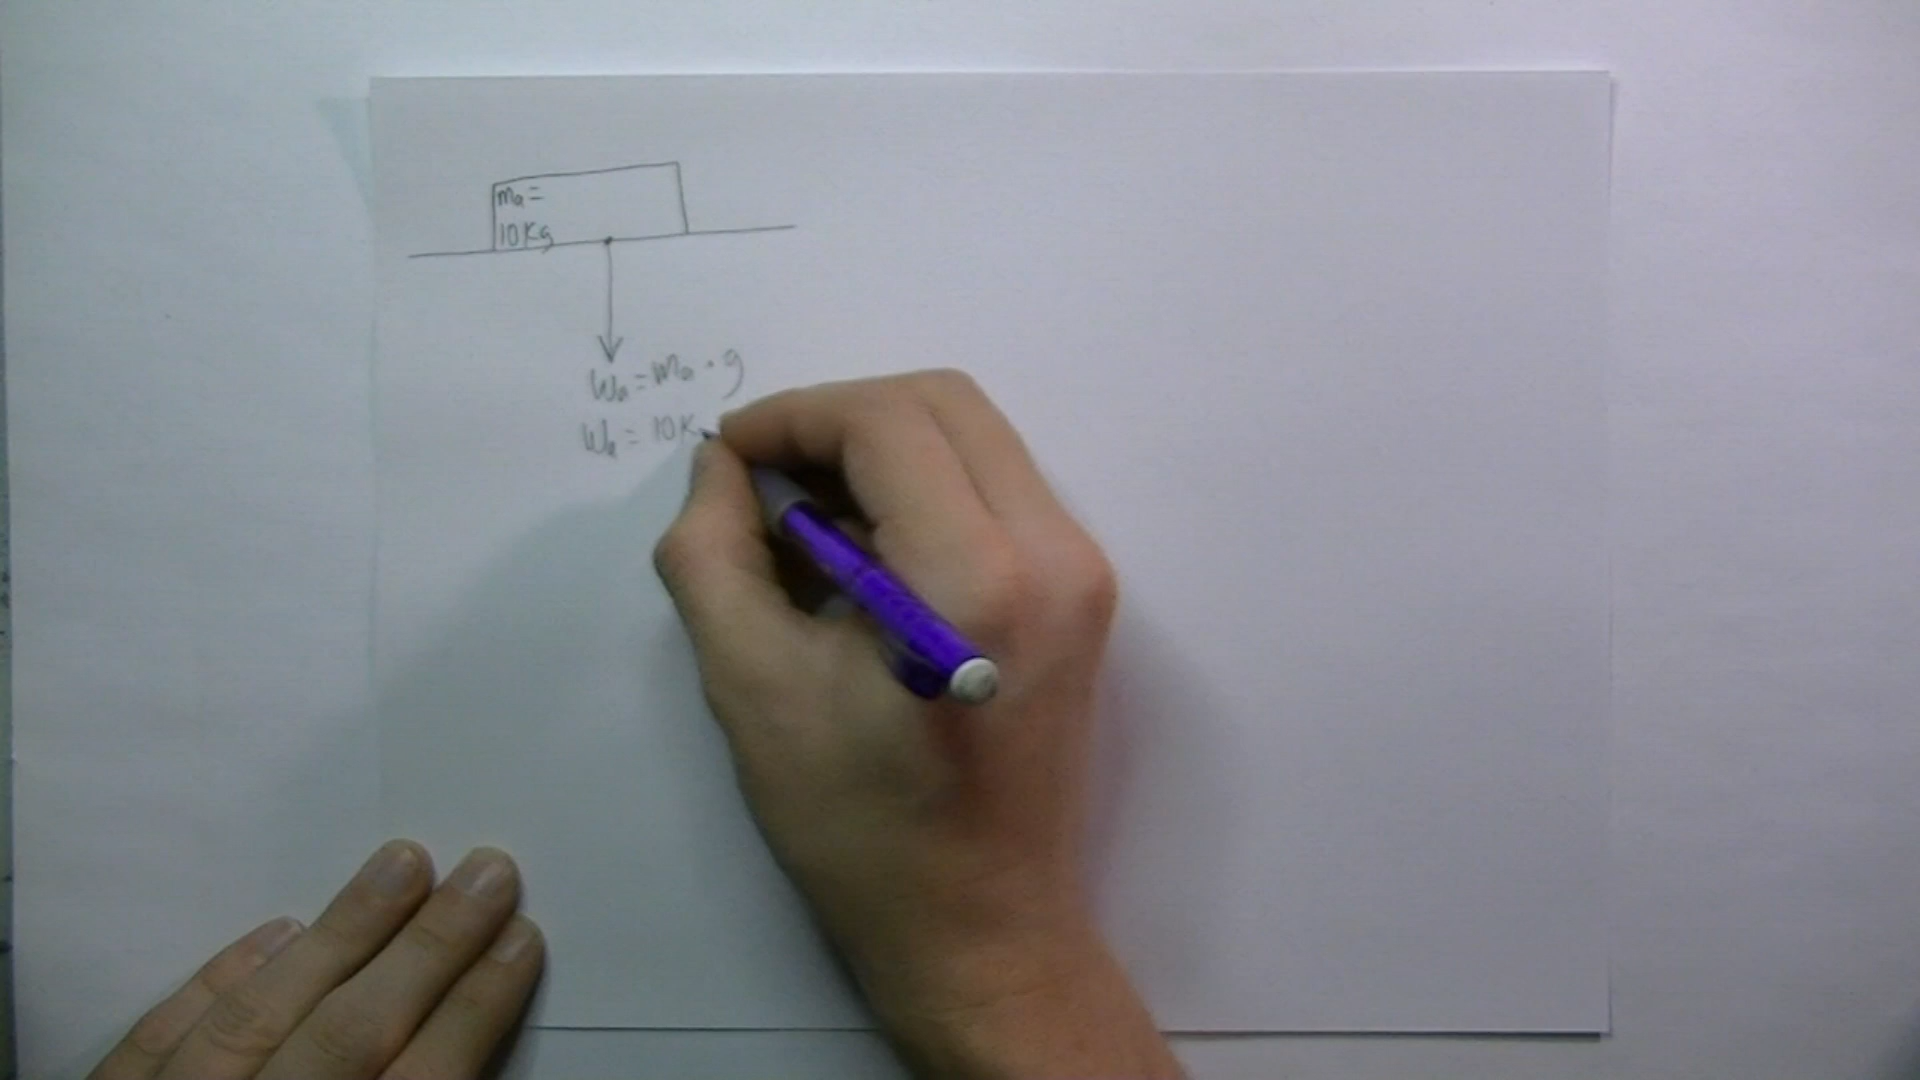 ma =
10Kg
Wa = ma · g
Wa = 10K